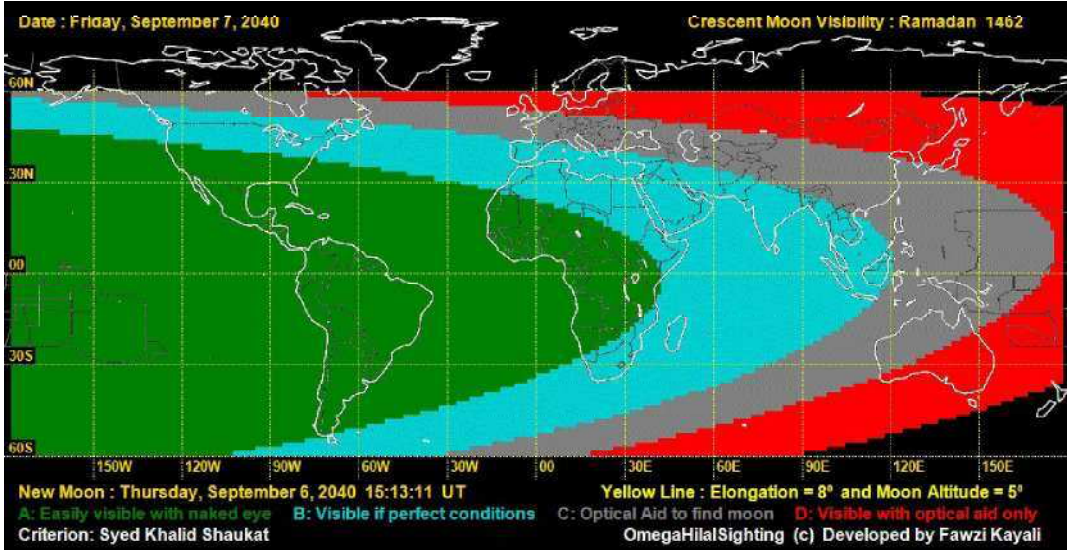 Date : Friday, September 7, 2040
Crescent Moon Visibility : Ramadan 1462
60N
30N
00
30S
60S
150W 120W 90W 60W 30W 00 30E 60E 90E 120E 150E
New Moon : Thursday, September 6, 2040 15:13:11 UT
Yellow Line : Elongation = 8º and Moon Altitude = 5º
A: Easily visible with naked eye B: Visible if perfect conditions C: Optical Aid to find moon D: Visible with optical aid only
Criterion: Syed Khalid Shaukat
OmegaHilalSighting (c) Developed by Fawzi Kayali